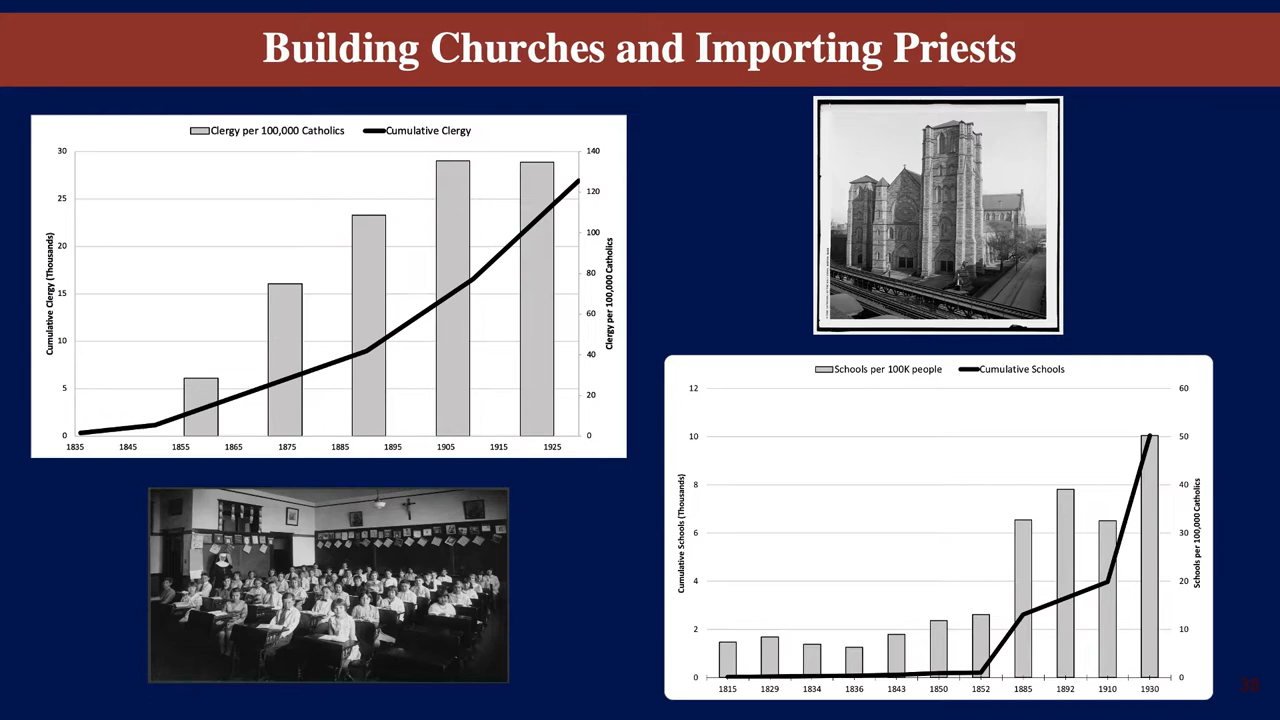 Building Churches and Importing Priests
Clergy per 100,000 Catholics
Cumulative Clergy
30
25
20
15
10
5
0
140
120
100
80
60
40
20
0
Cumulative Clergy (Thousands)
Clergy per 100,000 Catholics
1835 1845 1855 1865 1875 1885 1895 1905 1915 1925
Schools per 100K people
Cumulative Schools
12
10
8
6
4
2
0
60
50
40
30
20
10
0
Cumulative Schools (Thousands)
Schools per 100,000 Catholics
1815 1829 1834 1836 1843 1850 1852 1885 1892 1910 1930